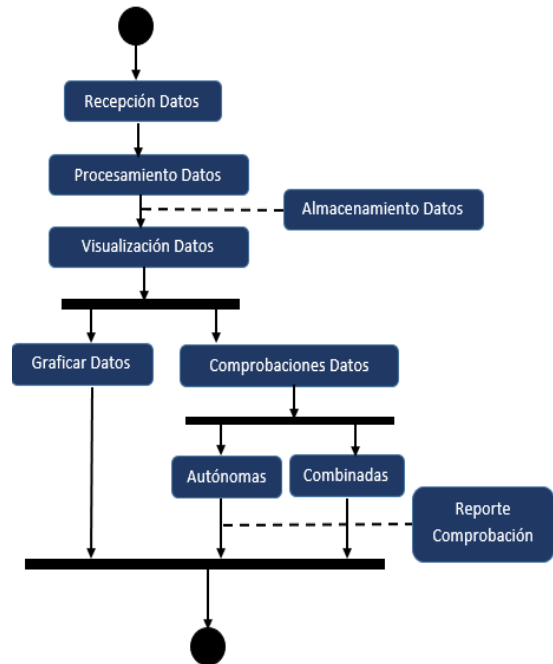 Recepción Datos
Procesamiento Datos
Almacenamiento Datos
Visualización Datos
Graficar Datos
Comprobaciones Datos
Autónomas
Combinadas
Reporte
Comprobación